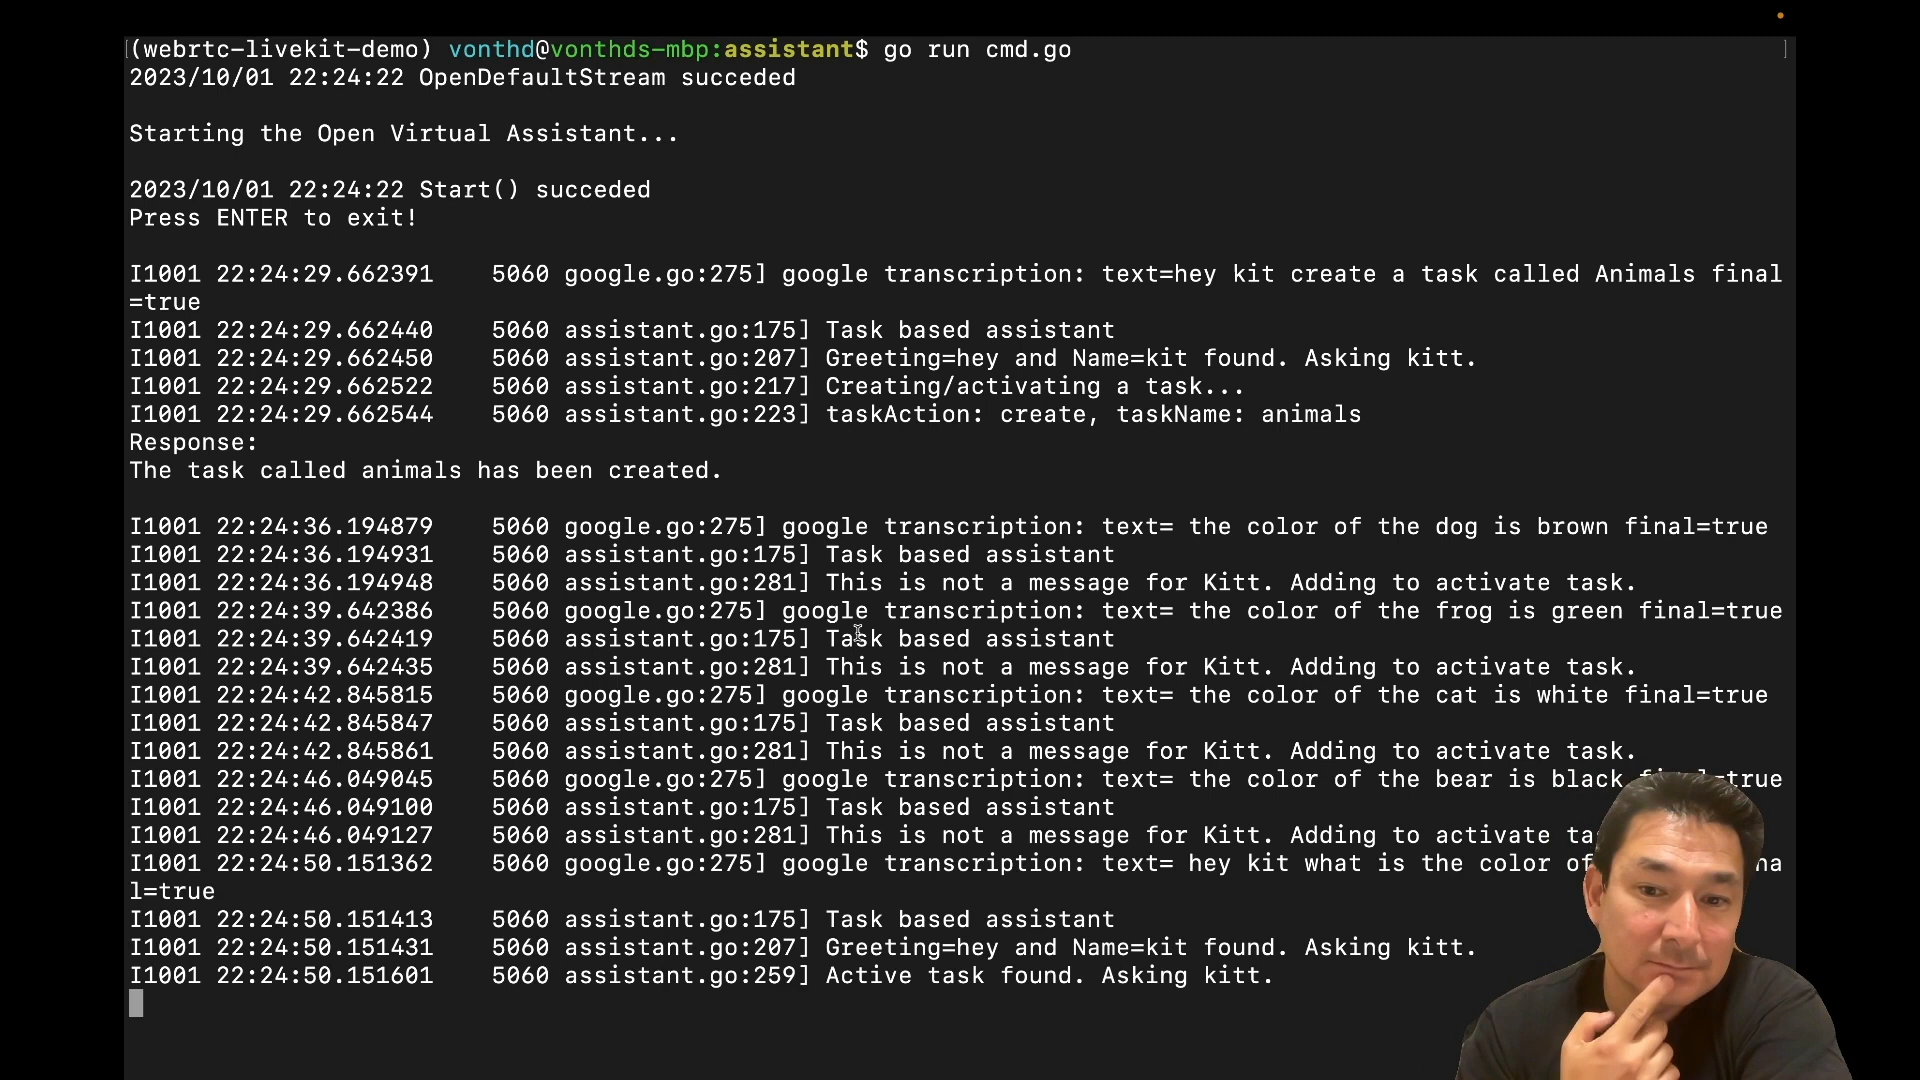 (webrtc-livekit-demo) vonthd@vonthds-mbp:assistant$ go run cmd.go
2023/10/01 22:24:22 OpenDefaultStream succeded
Starting the Open Virtual Assistant...
2023/10/01 22:24:22 Start() succeded
Press ENTER to exit!
I1001 22:24:29.662391    5060 google.go:275] google transcription: text=hey kit create a task called Animals final
=true
I1001 22:24:29.662440    5060 assistant.go:175] Task based assistant
I1001 22:24:29.662450    5060 assistant.go:207] Greeting=hey and Name=kit found. Asking kitt.
I1001 22:24:29.662522    5060 assistant.go:217] Creating/activating a task...
I1001 22:24:29.662544    5060 assistant.go:223] taskAction: create, taskName: animals
Response:
The task called animals has been created.
I1001 22:24:36.194879    5060 google.go:275] google transcription: text= the color of the dog is brown final=true
I1001 22:24:36.194931    5060 assistant.go:175] Task based assistant
I1001 22:24:36.194948    5060 assistant.go:281] This is not a message for Kitt. Adding to activate task.
I1001 22:24:39.642386    5060 google.go:275] google transcription: text= the color of the frog is green final=true
I1001 22:24:39.642419    5060 assistant.go:175] Task based assistant
I1001 22:24:39.642435    5060 assistant.go:281] This is not a message for Kitt. Adding to activate task.
I1001 22:24:42.845815    5060 google.go:275] google transcription: text= the color of the cat is white final=true
I1001 22:24:42.845847    5060 assistant.go:175] Task based assistant
I1001 22:24:42.845861    5060 assistant.go:281] This is not a message for Kitt. Adding to activate task.
I1001 22:24:46.049045    5060 google.go:275] google transcription: text= the color of the bear is black final=true
I1001 22:24:46.049100    5060 assistant.go:175] Task based assistant
I1001 22:24:46.049127    5060 assistant.go:281] This is not a message for Kitt. Adding to activate
I1001 22:24:50.151362    5060 google.go:275] google transcription: text= hey kit what is the color of
l=true
I1001 22:24:50.151413    5060 assistant.go:175] Task based assistant
I1001 22:24:50.151431    5060 assistant.go:207] Greeting=hey and Name=kit found. Asking kitt.
I1001 22:24:50.151601    5060 assistant.go:259] Active task found. Asking kitt.